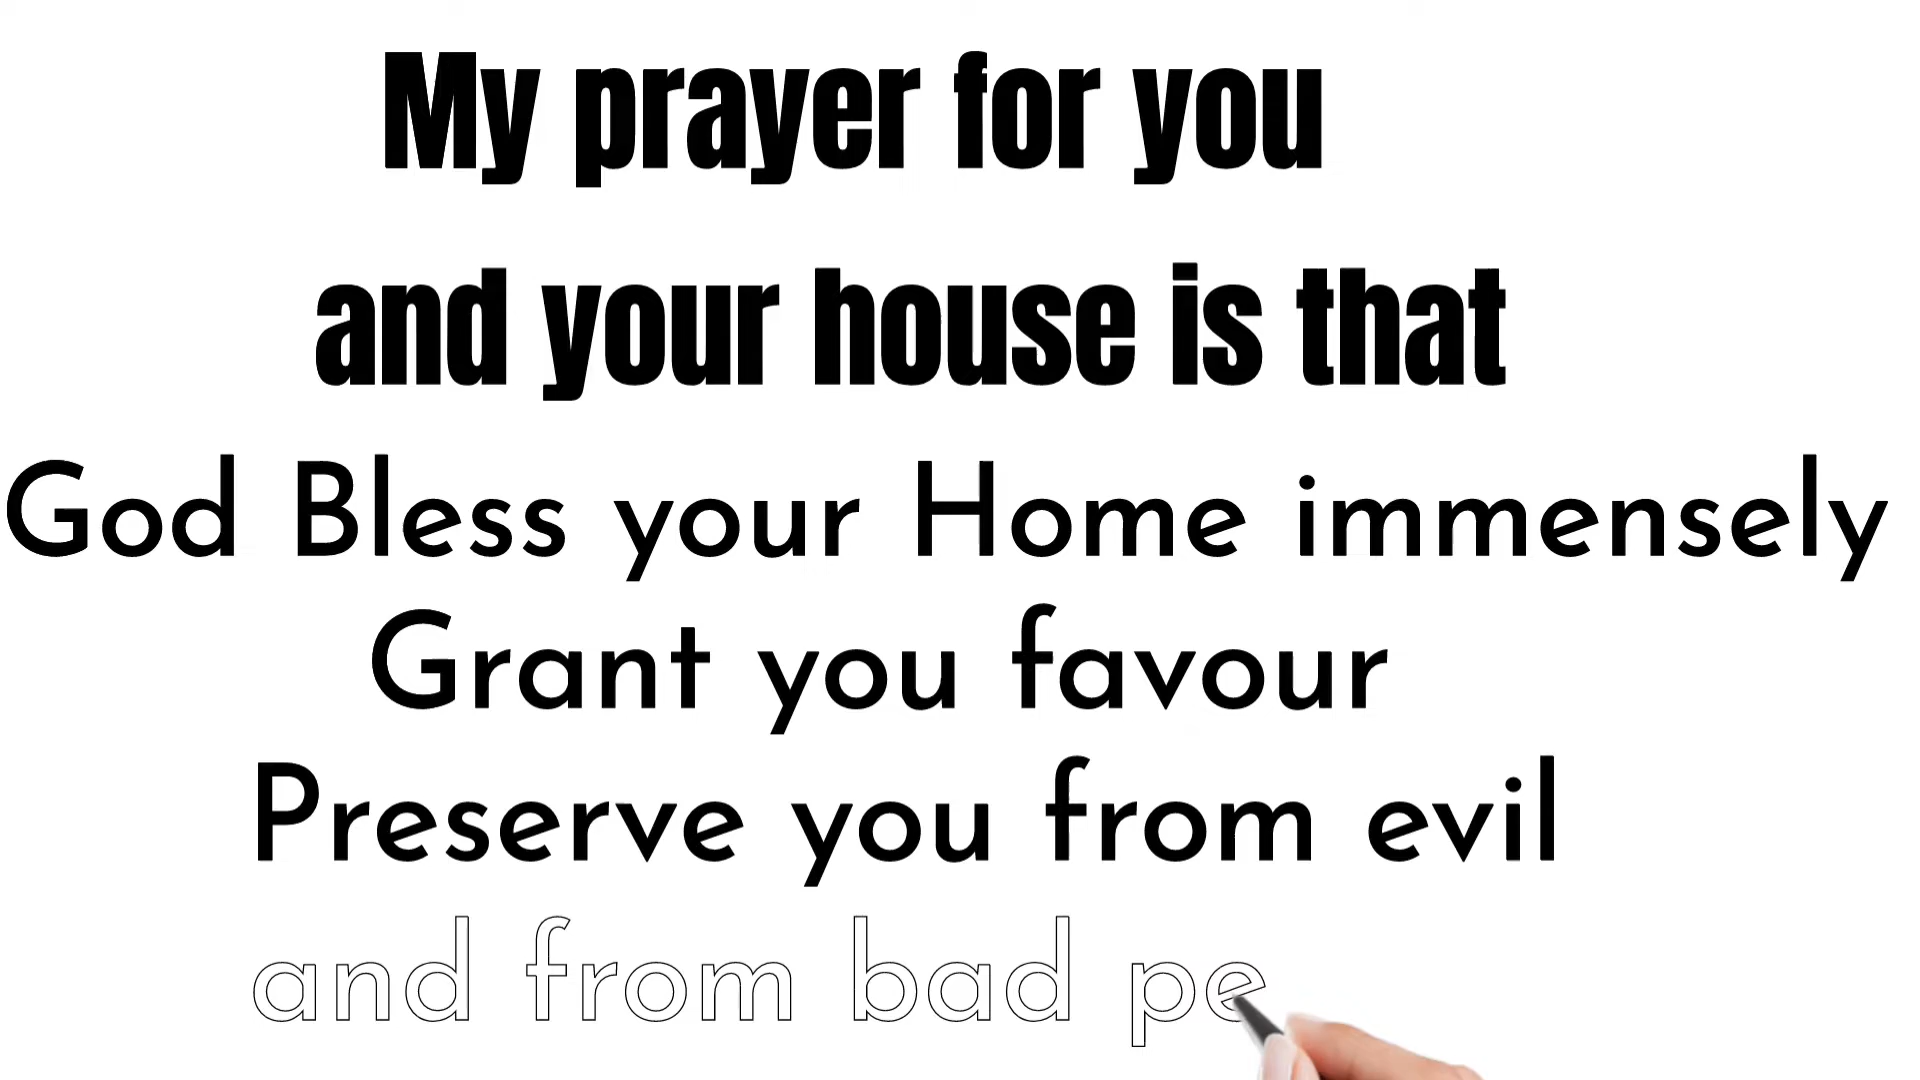 My prayer for you
and your house is that
God Bless your Home immensely
Grant you favour
Preserve you from evil
and from bad pe